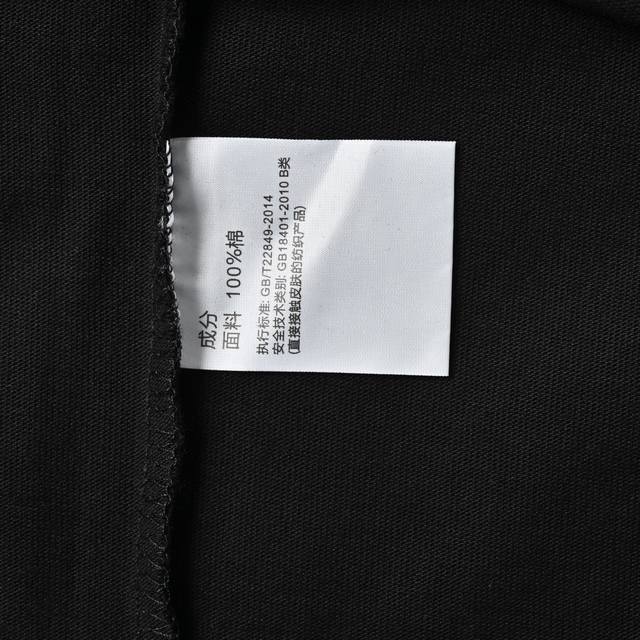 成分
面料 100%棉
执行标准: GB/T22849-2014
安全技术类别: GB18401-2010 B类
(直接接触皮肤的纺织产品)